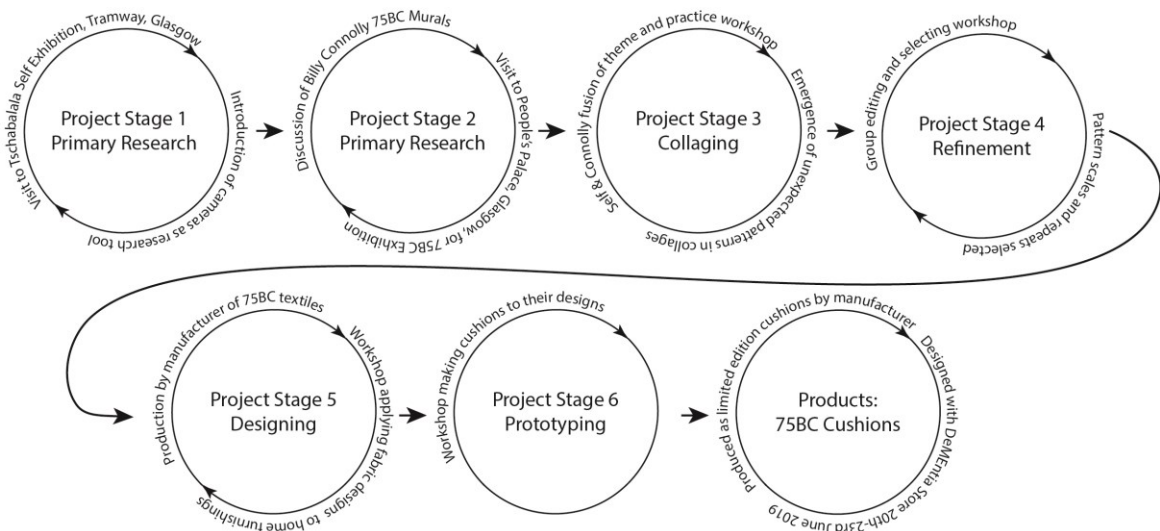 Visit to Tschabalala Self Exhibition, Tramway, Glasgow
Introduction of cameras as research tool
Project Stage 1
Primary Research
Discussion of Billy Connolly 75BC Murals
Visit to People's Palace, Glasgow, for 75BC Exhibition
Project Stage 2
Primary Research
Self & Connolly fusion of theme and practice workshop
Emergence of unexpected patterns in collages
Project Stage 3
Collaging
Group editing and selecting workshop
Pattern scales and repeats selected
Project Stage 4
Refinement
Production by manufacturer of 75BC textiles
Workshop applying fabric designs to home furnishings
Project Stage 5
Designing
Workshop making cushions to their designs
Project Stage 6
Prototyping
Produced as limited edition cushions by manufacturer
Designed with DeMEntia Store 20th-23rd June 2019
Products:
75BC Cushions